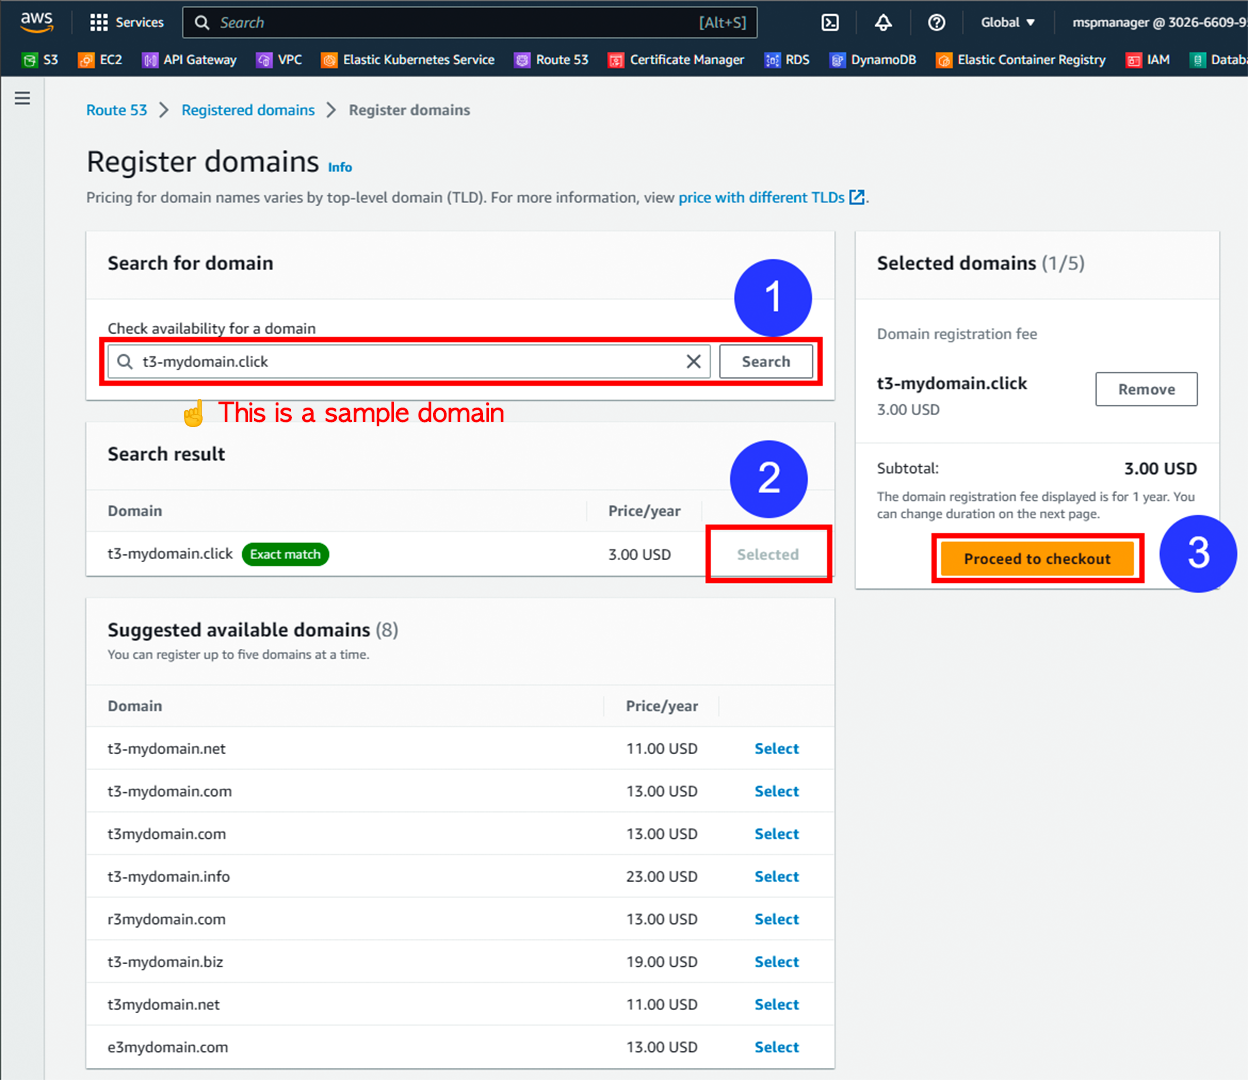 aws Services Search [Alt+S] Global mspmanager @ 3026-6609-9
S3 EC2 API Gateway VPC Elastic Kubernetes Service Route 53 Certificate Manager RDS DynamoDB Elastic Container Registry IAM Databa
Route 53 Registered domains Register domains
Register domains Info
Pricing for domain names varies by top-level domain (TLD). For more information, view price with different TLDs.
Search for domain
1
Check availability for a domain
t3-mydomain.click Search
☝ This is a sample domain
Search result
2
Domain Price/year
t3-mydomain.click Exact match 3.00 USD Selected
Suggested available domains (8)
You can register up to five domains at a time.
Domain Price/year
t3-mydomain.net 11.00 USD Select
t3-mydomain.com 13.00 USD Select
t3mydomain.com 13.00 USD Select
t3-mydomain.info 23.00 USD Select
r3mydomain.com 13.00 USD Select
t3-mydomain.biz 19.00 USD Select
t3mydomain.net 11.00 USD Select
e3mydomain.com 13.00 USD Select
Selected domains (1/5)
Domain registration fee
t3-mydomain.click Remove
3.00 USD
Subtotal: 3.00 USD
The domain registration fee displayed is for 1 year. You
can change duration on the next page.
Proceed to checkout 3